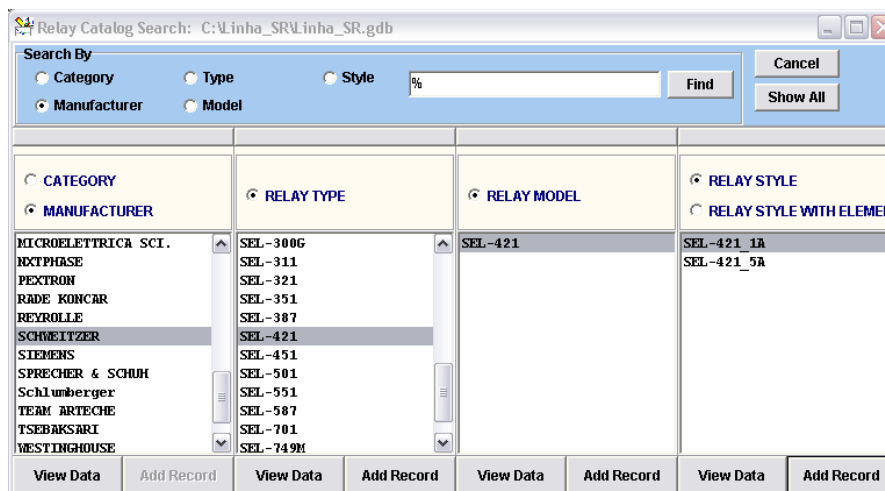 Relay Catalog Search: C:\Linha_SR\Linha_SR.gdb
Search By
Category Type Style % Find Cancel
Manufacturer Model Show All
CATEGORY
MANUFACTURER
RELAY TYPE
RELAY MODEL
RELAY STYLE
RELAY STYLE WITH ELEME
MICROELETTRICA SCI.
NXTPHASE
PEXTRON
RADE KONCAR
REYROLLE
SCHWEITZER
SIEMENS
SPRECHER & SCHUH
Schlumberger
TEAM ARTECHE
TSEBAKSARI
WESTINGHOUSE
SEL-300G
SEL-311
SEL-321
SEL-351
SEL-387
SEL-421
SEL-451
SEL-501
SEL-551
SEL-587
SEL-701
SEL-749M
SEL-421
SEL-421_1A
SEL-421_5A
View Data Add Record View Data Add Record View Data Add Record View Data Add Record